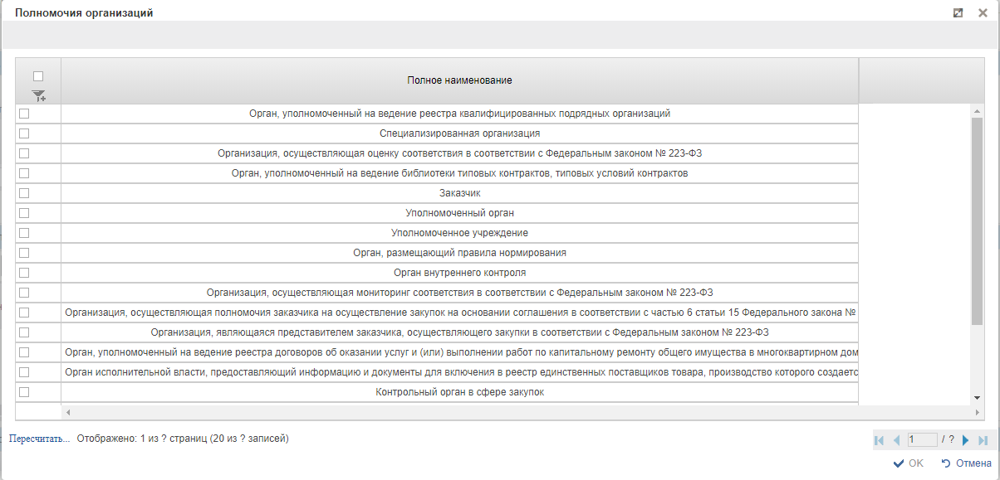 Полномочия организаций
Полное наименование
Орган, уполномоченный на ведение реестра квалифицированных подрядных организаций
Специализированная организация
Организация, осуществляющая оценку соответствия в соответствии с Федеральным законом № 223-ФЗ
Орган, уполномоченный на ведение библиотеки типовых контрактов, типовых условий контрактов
Заказчик
Уполномоченный орган
Уполномоченное учреждение
Орган, размещающий правила нормирования
Орган внутреннего контроля
Организация, осуществляющая мониторинг соответствия в соответствии с Федеральным законом № 223-ФЗ
Организация, осуществляющая полномочия заказчика на осуществление закупок на основании соглашения в соответствии с частью 6 статьи 15 Федерального закона №
Организация, являющаяся представителем заказчика, осуществляющего закупки в соответствии с Федеральным законом № 223-ФЗ
Орган, уполномоченный на ведение реестра договоров об оказании услуг и (или) выполнении работ по капитальному ремонту общего имущества в многоквартирном дом
Орган исполнительной власти, предоставляющий информацию и документы для включения в реестр единственных поставщиков товара, производство которого создаетс
Контрольный орган в сфере закупок
Пересчитать... Отображено: 1 из ? страниц (20 из ? записей)
1 / ?
OK Отмена